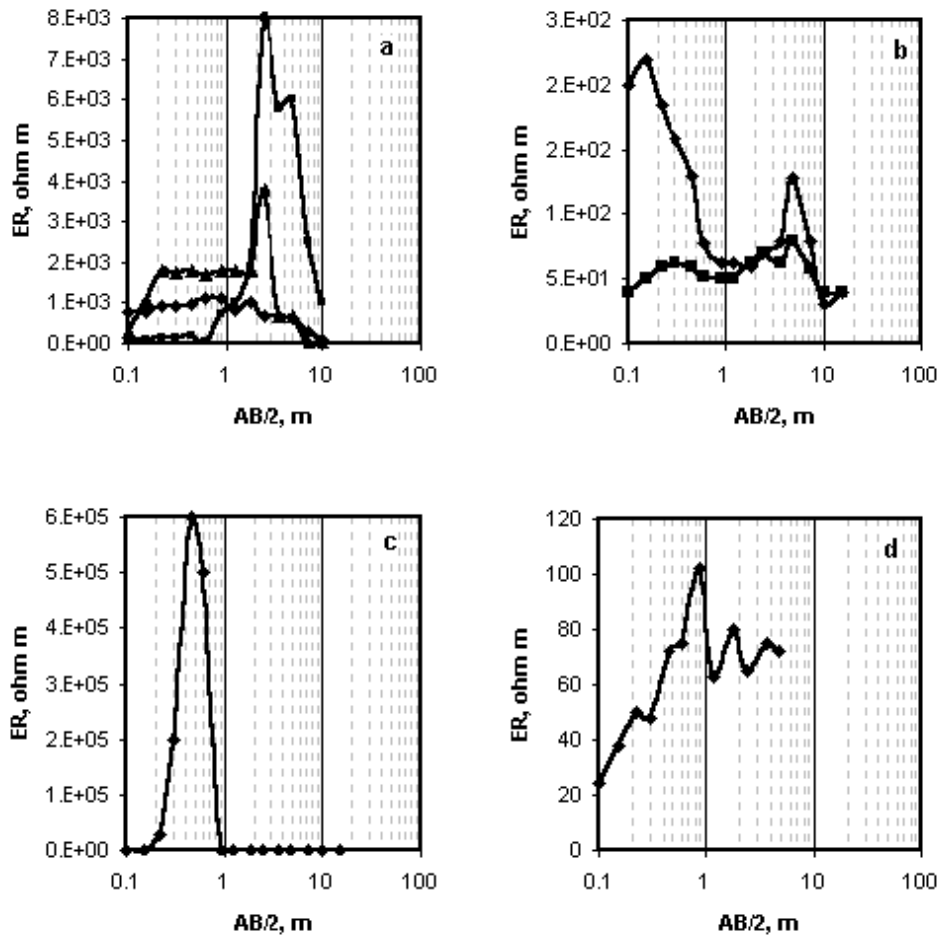 8.E+03
7.E+03
6.E+03
5.E+03
4.E+03
3.E+03
2.E+03
1.E+03
0.E+00
ER, ohm m
a
0.1 1 10 100
AB/2, m
3.E+02
2.E+02
2.E+02
1.E+02
5.E+01
0.E+00
ER, ohm m
b
0.1 1 10 100
AB/2, m
6.E+05
5.E+05
4.E+05
3.E+05
2.E+05
1.E+05
0.E+00
ER, ohm m
c
0.1 1 10 100
AB/2, m
120
100
80
60
40
20
0
ER, ohm m
d
0.1 1 10 100
AB/2, m